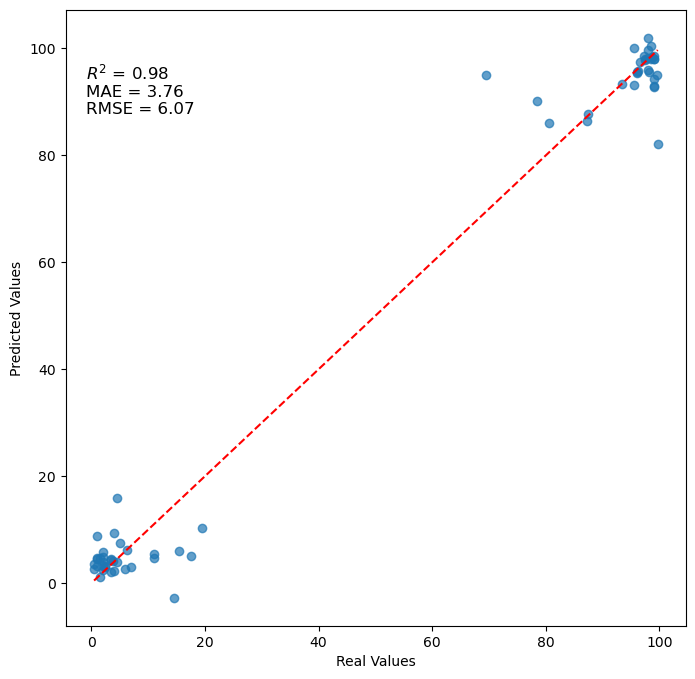 100
80
60
40
20
0
Predicted Values
R² = 0.98
MAE = 3.76
RMSE = 6.07
0 20 40 60 80 100
Real Values